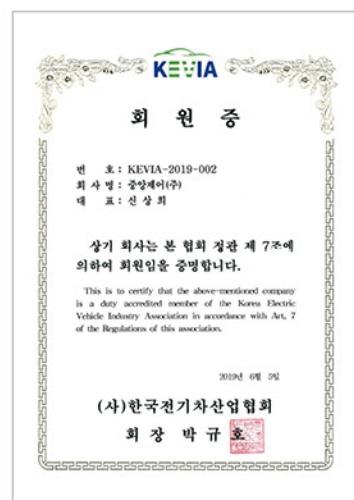 KEVIA
회 원 증
번 호 : KEVIA-2019-002
회 사 명 : 중앙제어(주)
대 표 : 신 상 희
상기 회사는 본 협회 정관 제 7조에
의하여 회원임을 증명합니다.
This is to certify that the above-mentioned company
is a duty accredited member of the Korea Electric
Vehicle Industry Association in accordance with Art, 7
of the Regulations of this association.
2019년 6월 5일
(사)한국전기차산업협회
회 장 박 규 호